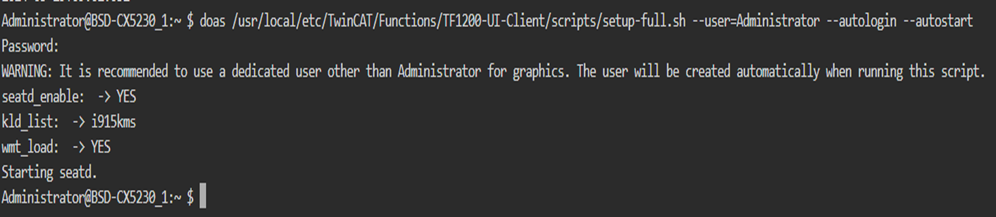 Administrator@BSD-CX5230_1:~ $ doas /usr/local/etc/TwinCAT/Functions/TF1200-UI-Client/scripts/setup-full.sh --user=Administrator --autologin --autostart
Password:
WARNING: It is recommended to use a dedicated user other than Administrator for graphics. The user will be created automatically when running this script.
seatd_enable:  -> YES
kld_list:  -> i915kms
wmt_load:  -> YES
Starting seatd.
Administrator@BSD-CX5230_1:~ $